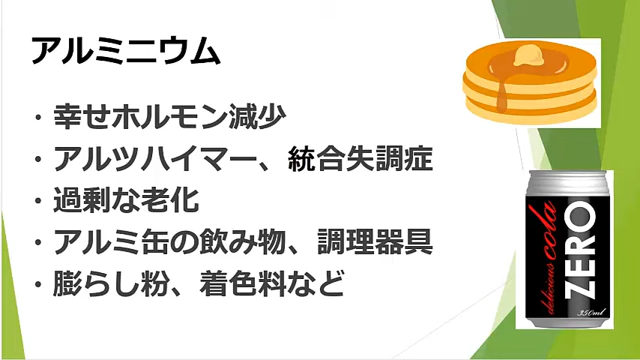 アルミニウム
・幸せホルモン減少
・アルツハイマー、統合失調症
・過剰な老化
・アルミ缶の飲み物、調理器具
・膨らし粉、着色料など
delicious cola
ZERO
350ml